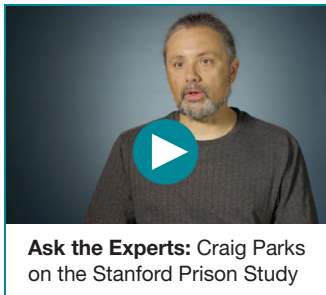 Ask the Experts: Craig Parks
on the Stanford Prison Study